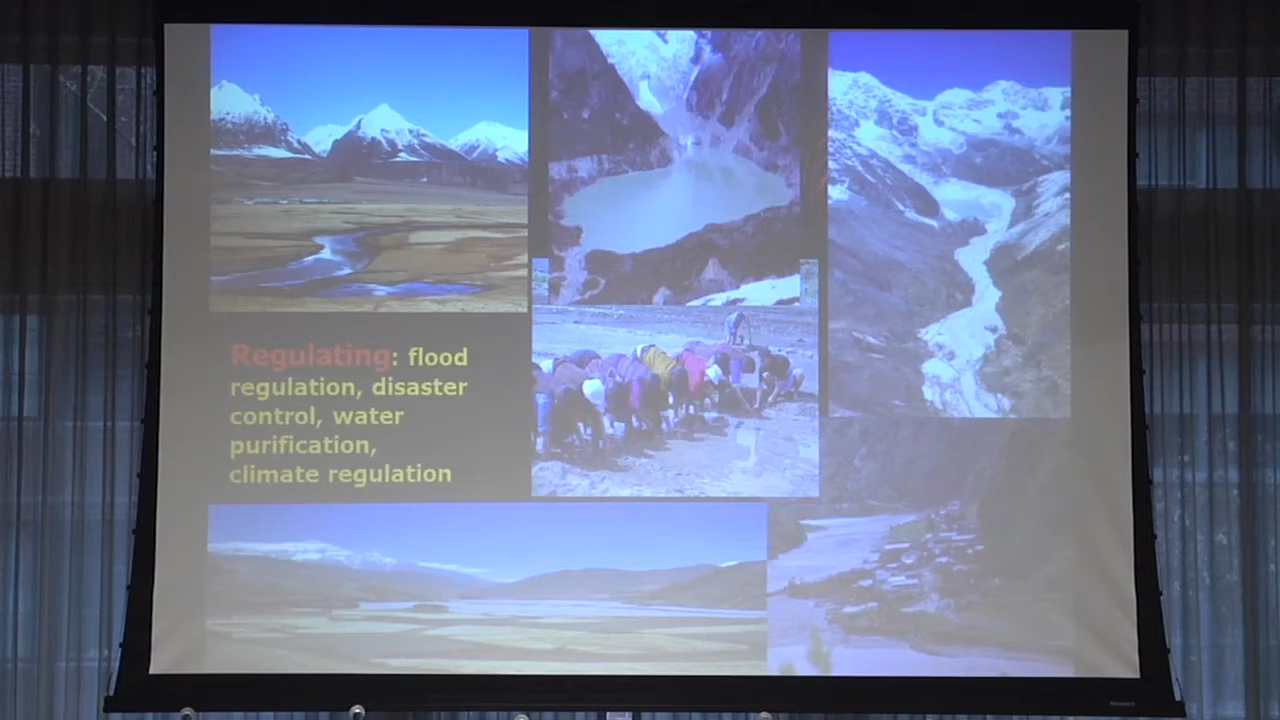 Regulating: flood
regulation, disaster
control, water
purification,
climate regulation